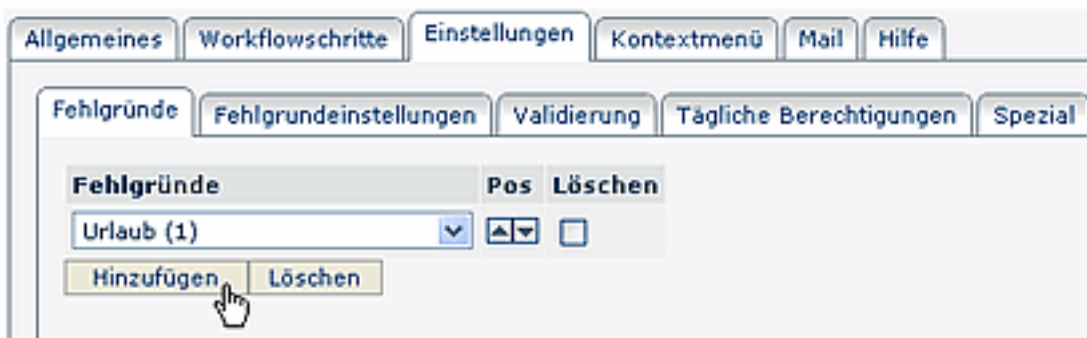 Allgemeines Workflowschritte Einstellungen Kontextmenü Mail Hilfe
Fehlgründe Fehlgrundeinstellungen Validierung Tägliche Berechtigungen Spezial
Fehlgründe Pos Löschen
Urlaub (1)
Hinzufügen Löschen